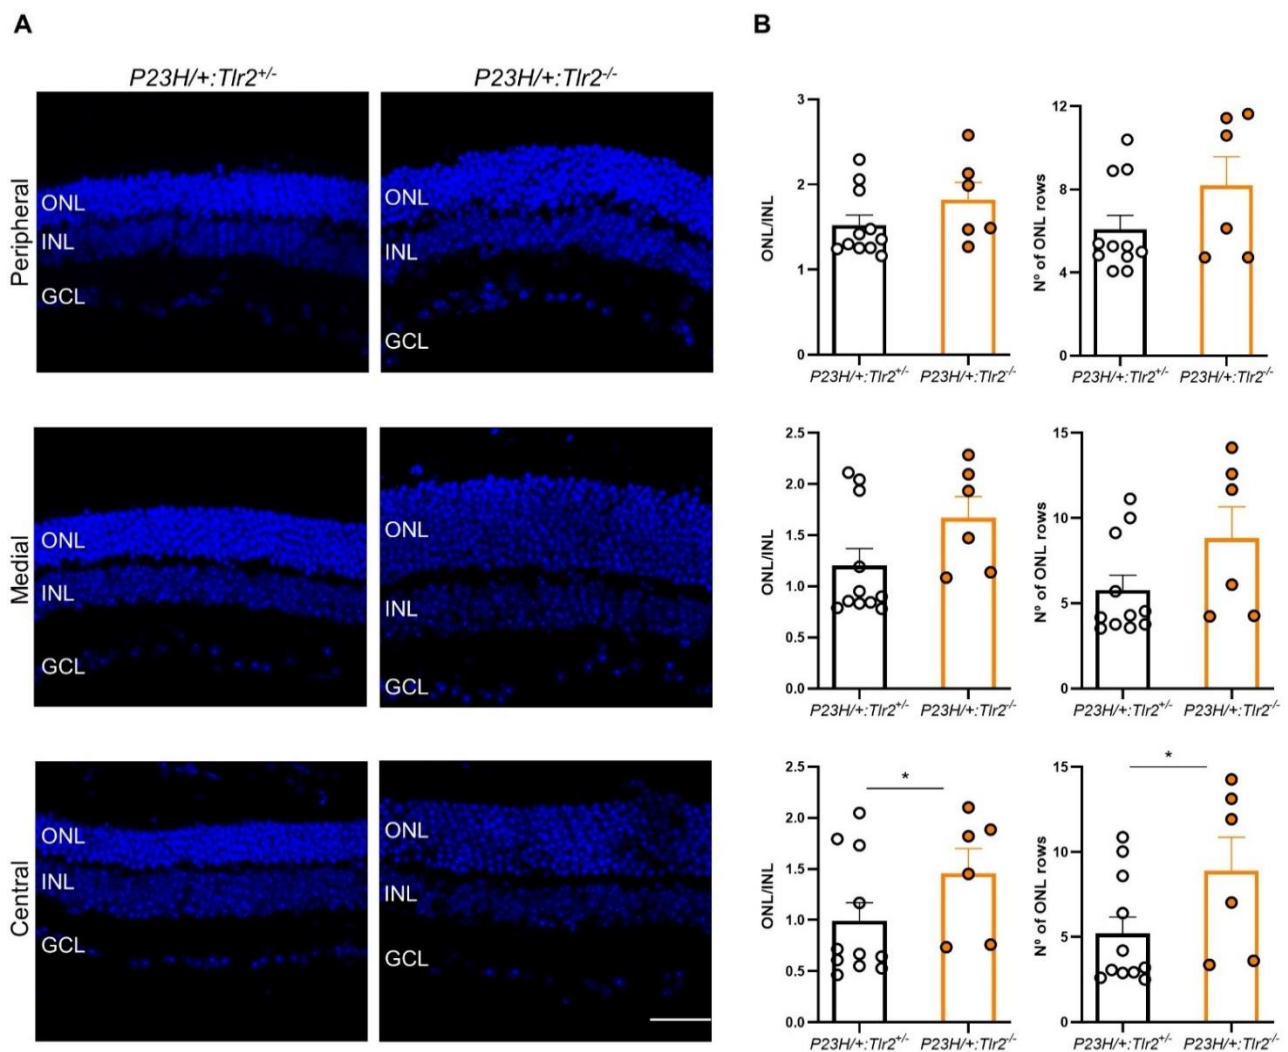 A
B
P23H/+:Tlr2+/-
P23H/+:Tlr2-/-
Peripheral
ONL
INL
GCL
ONL
INL
GCL
ONL/INL
3
2
1
0
P23H/+:Tlr2+/-
P23H/+:Tlr2-/-
Nº of ONL rows
12
8
4
0
P23H/+:Tlr2+/-
P23H/+:Tlr2-/-
Medial
ONL
INL
GCL
ONL
INL
GCL
ONL/INL
2.5
2.0
1.5
1.0
0.5
0.0
P23H/+:Tlr2+/-
P23H/+:Tlr2-/-
Nº of ONL rows
15
10
5
0
P23H/+:Tlr2+/-
P23H/+:Tlr2-/-
Central
ONL
INL
GCL
ONL
INL
GCL
ONL/INL
2.5
2.0
1.5
1.0
0.5
0.0
*
P23H/+:Tlr2+/-
P23H/+:Tlr2-/-
Nº of ONL rows
15
10
5
0
*
P23H/+:Tlr2+/-
P23H/+:Tlr2-/-